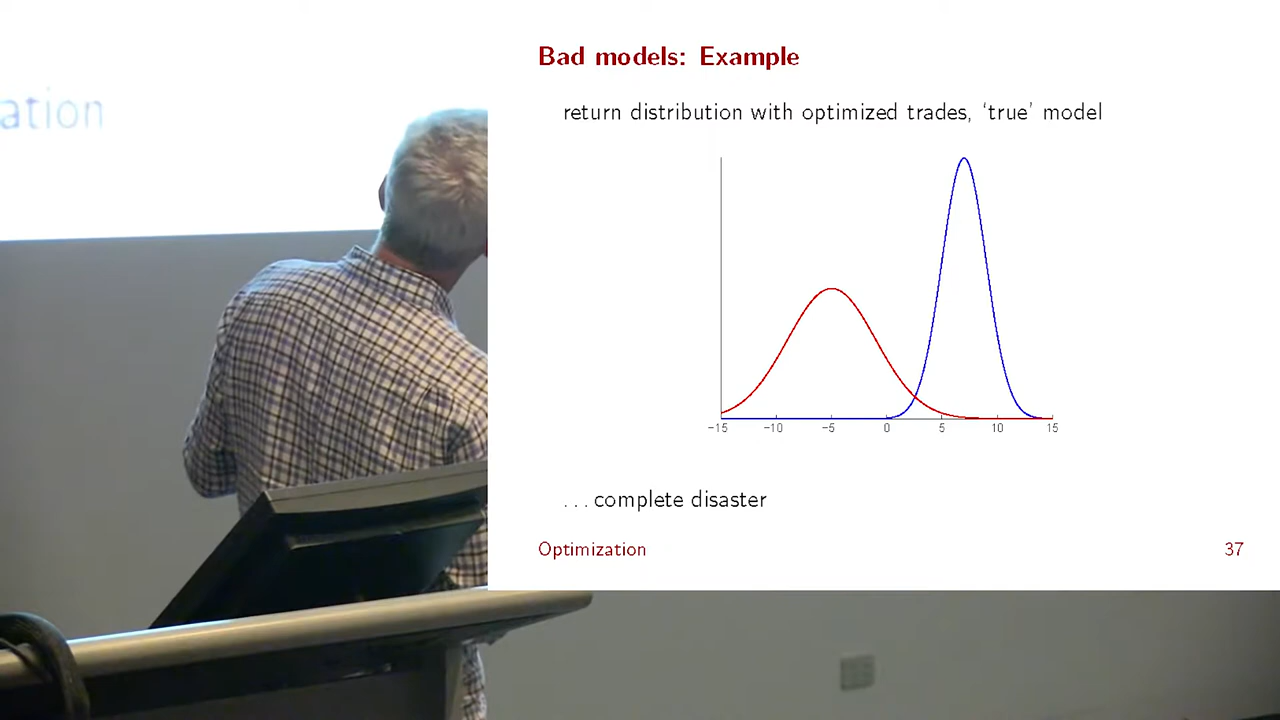 ation
Bad models: Example
return distribution with optimized trades, ‘true’ model
−15 −10 −5 0 5 10 15
. . . complete disaster
Optimization 37